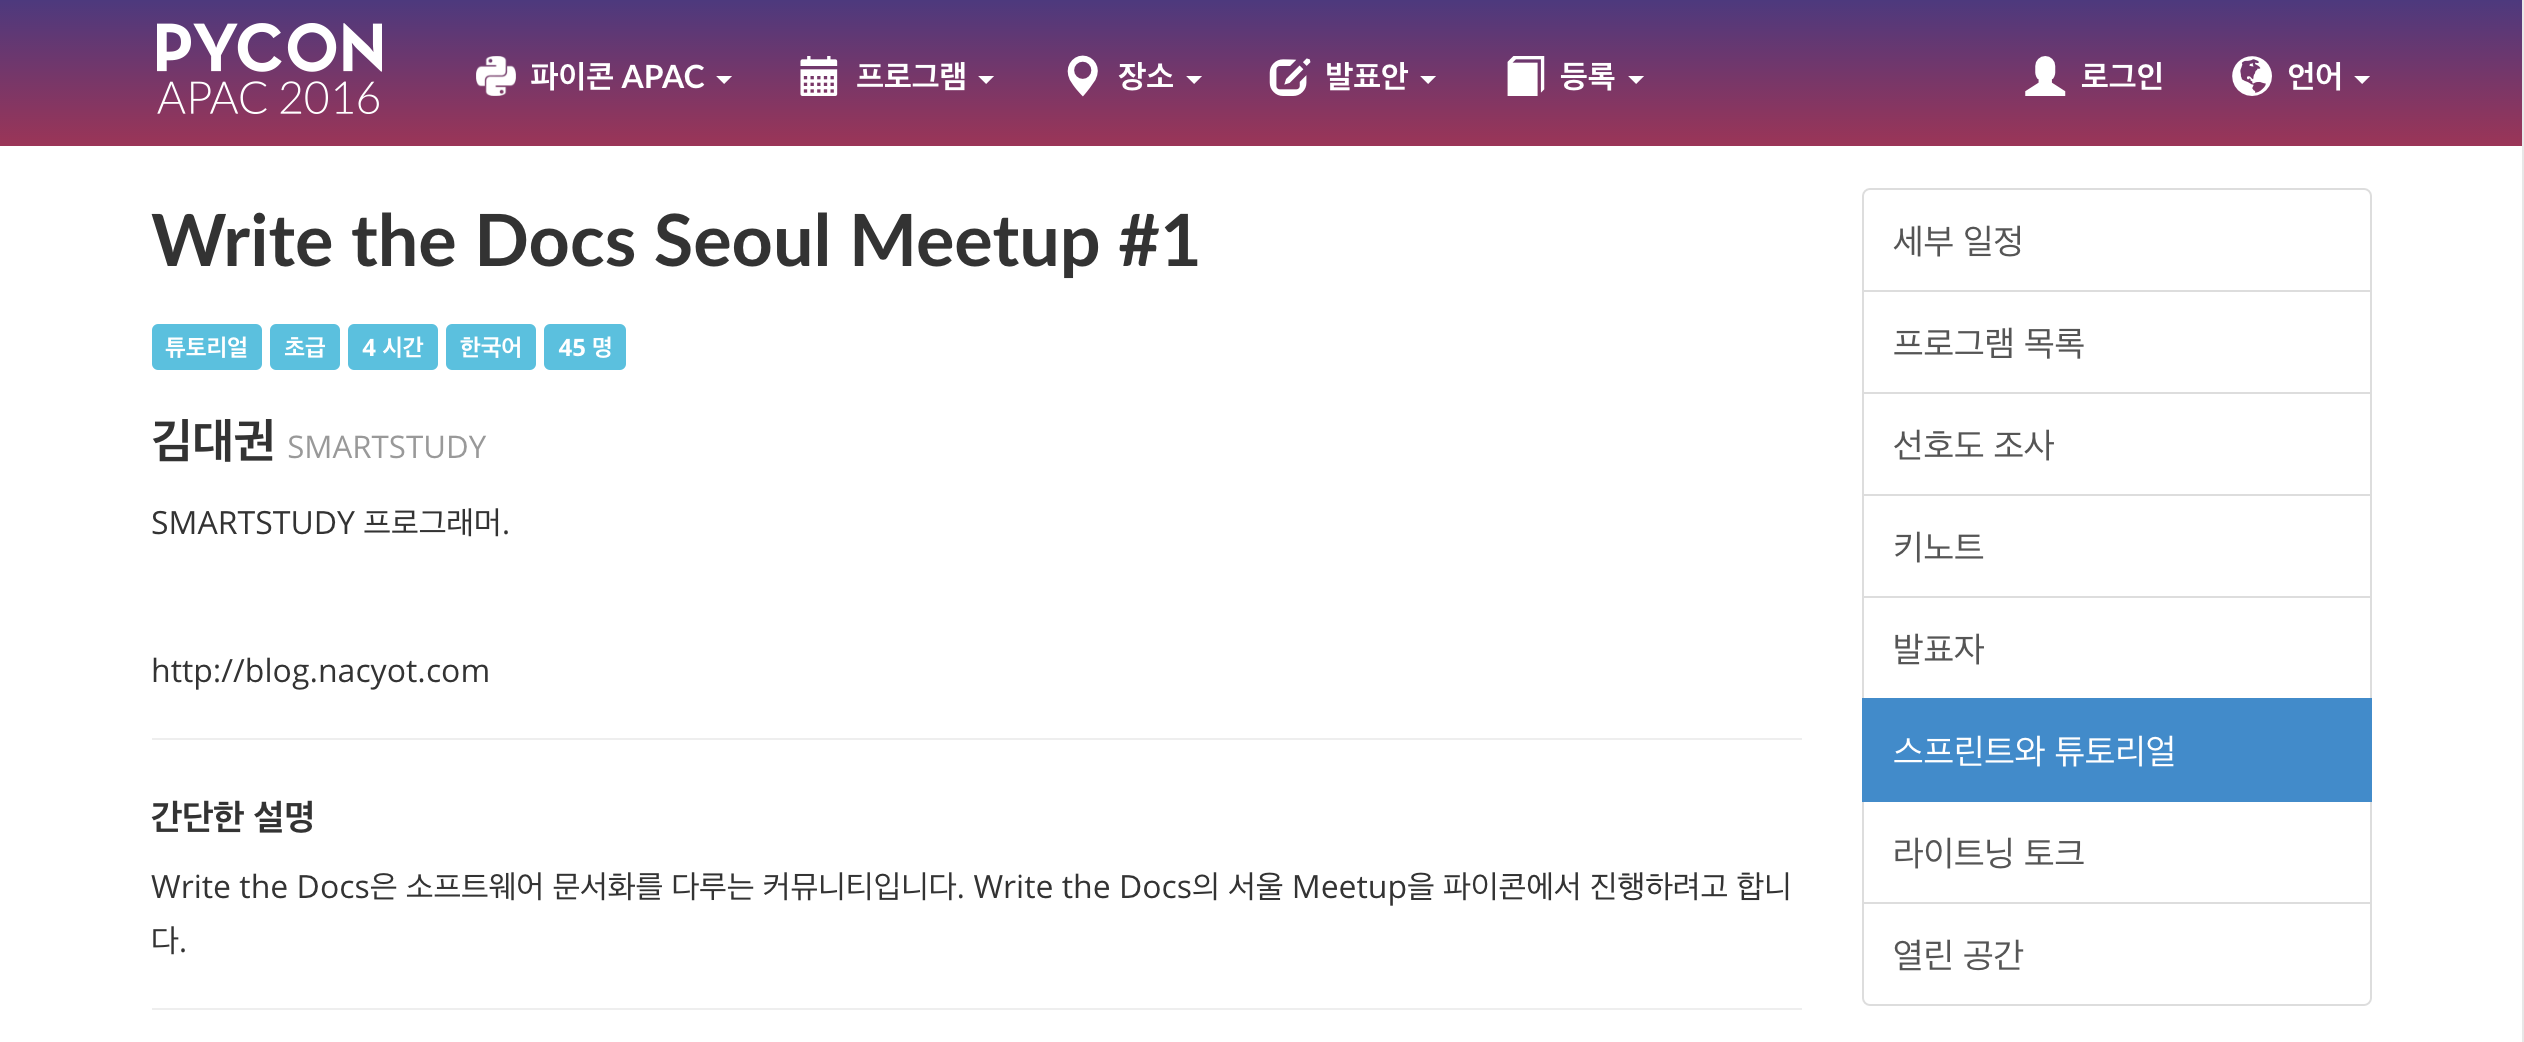 PYCON
APAC 2016
파이콘 APAC
프로그램
장소
발표안
등록
로그인
언어
Write the Docs Seoul Meetup #1
튜토리얼 초급 4 시간 한국어 45 명
김대권 SMARTSTUDY
SMARTSTUDY 프로그래머.
http://blog.nacyot.com
간단한 설명
Write the Docs은 소프트웨어 문서화를 다루는 커뮤니티입니다. Write the Docs의 서울 Meetup을 파이콘에서 진행하려고 합니
다.
세부 일정
프로그램 목록
선호도 조사
키노트
발표자
스프린트와 튜토리얼
라이트닝 토크
열린 공간